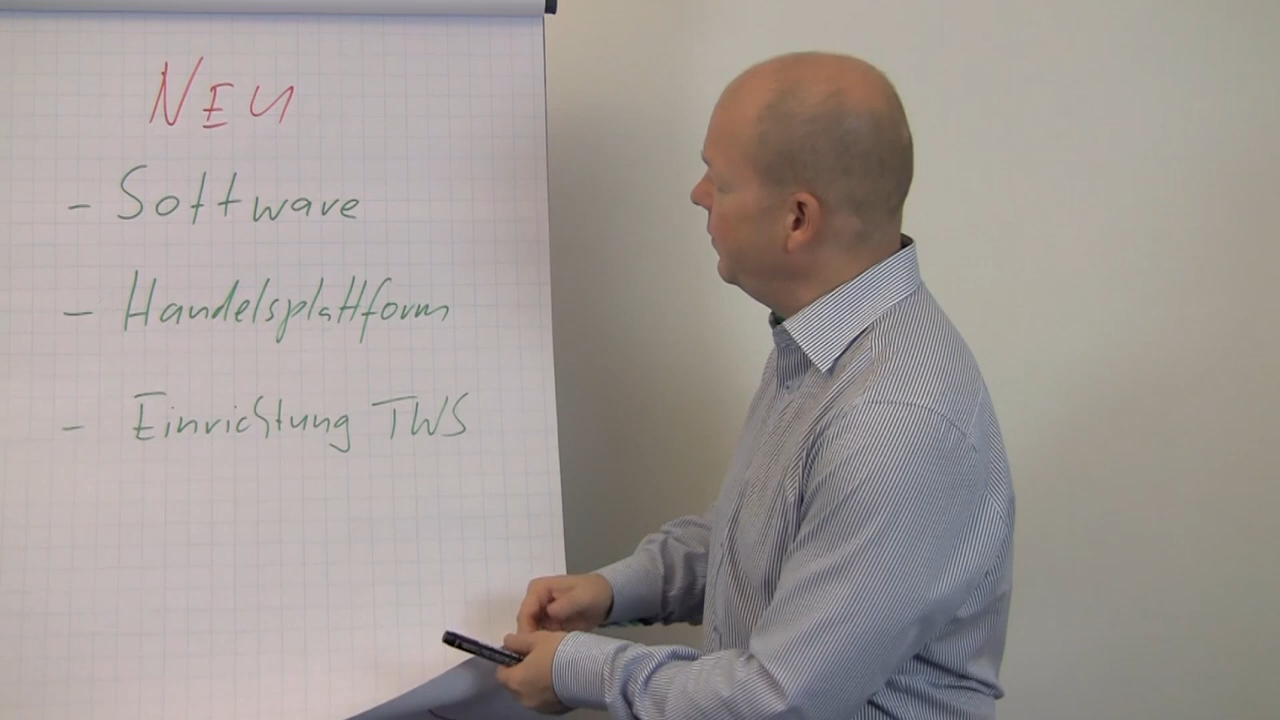 NEU
- Software
- Handelsplattform
- Einrichtung TWS